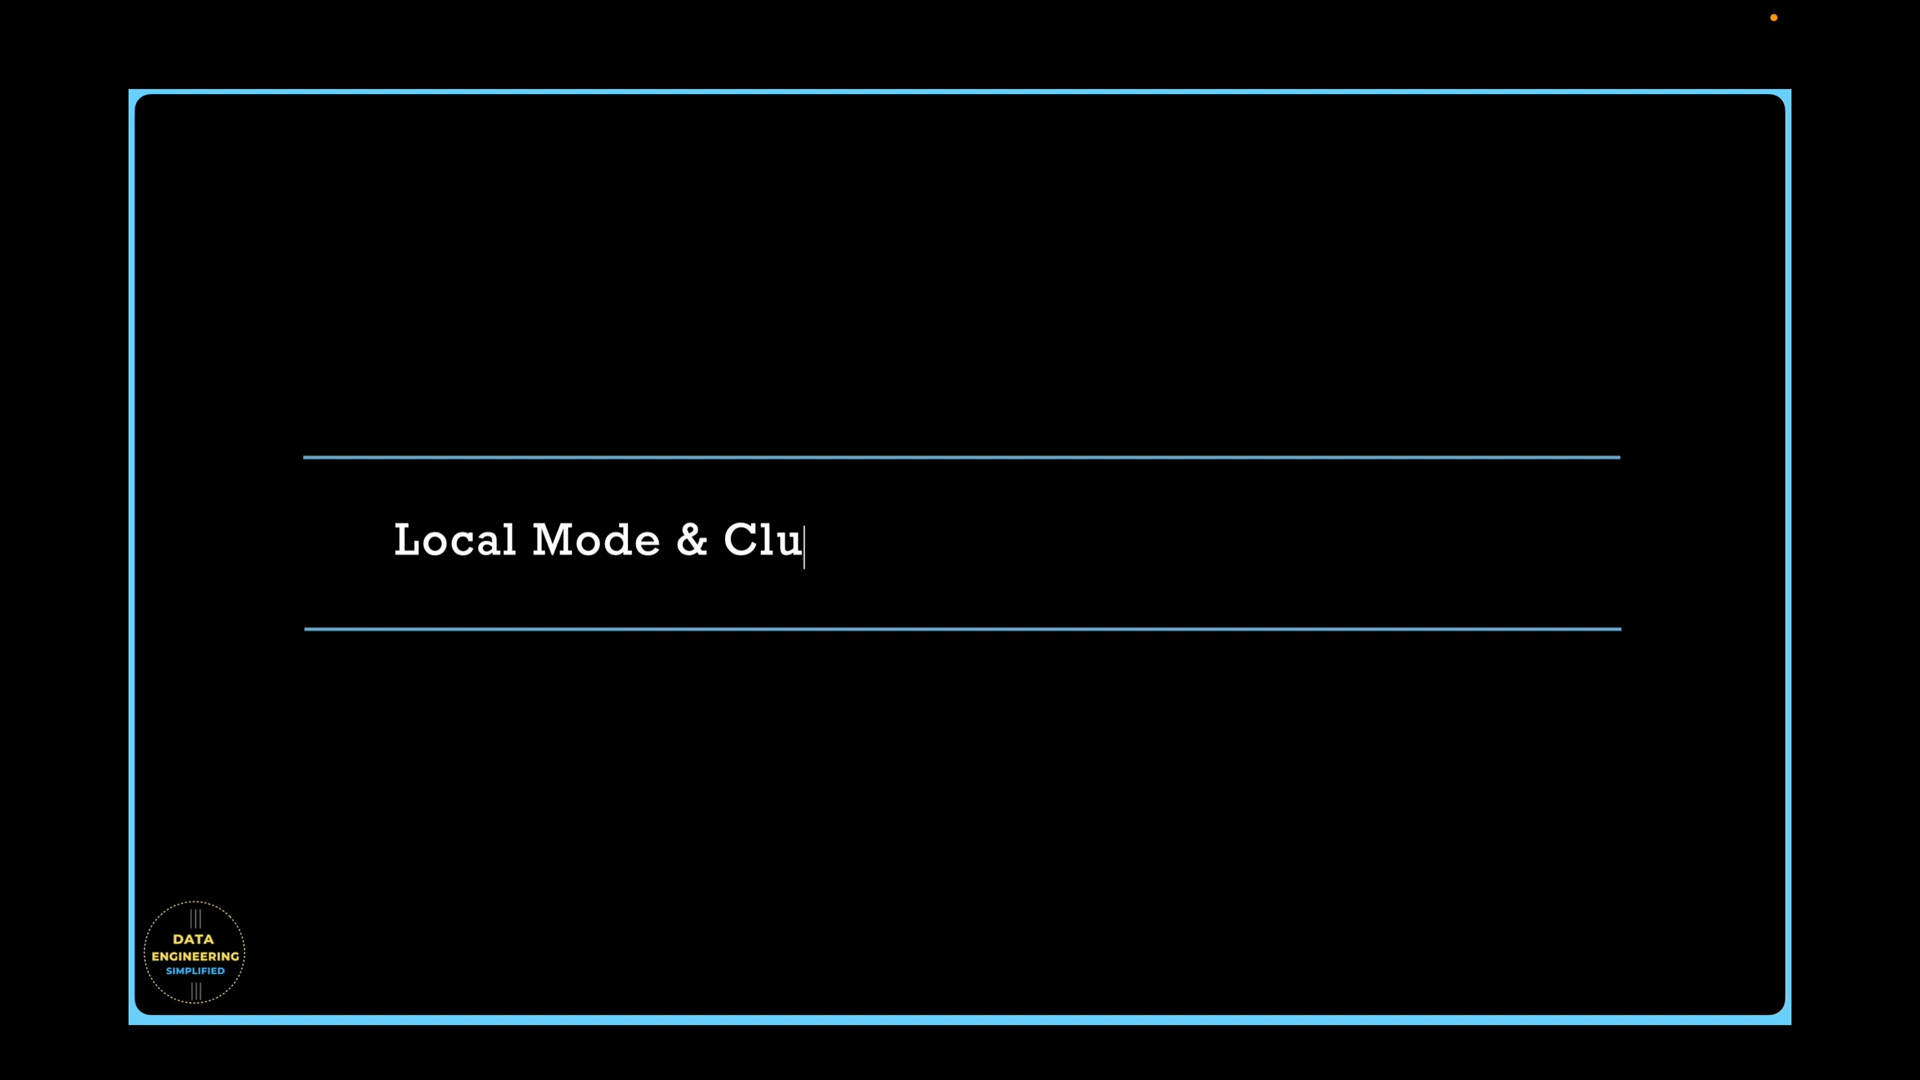 Local Mode & Clu
DATA
ENGINEERING
SIMPLIFIED